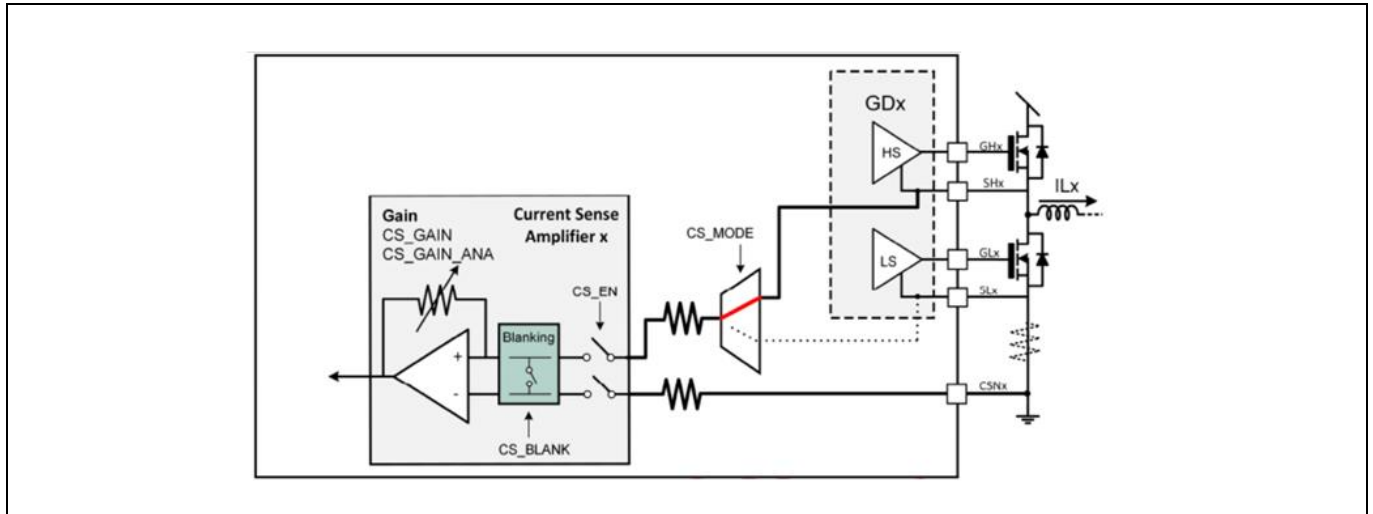 GDx
HS
GHx
SHx
ILx
LS
GLx
SLx
Gain
CS_GAIN
CS_GAIN_ANA
Current Sense
Amplifier x
CS_MODE
CS_EN
Blanking
+
-
CS_BLANK
CSNx